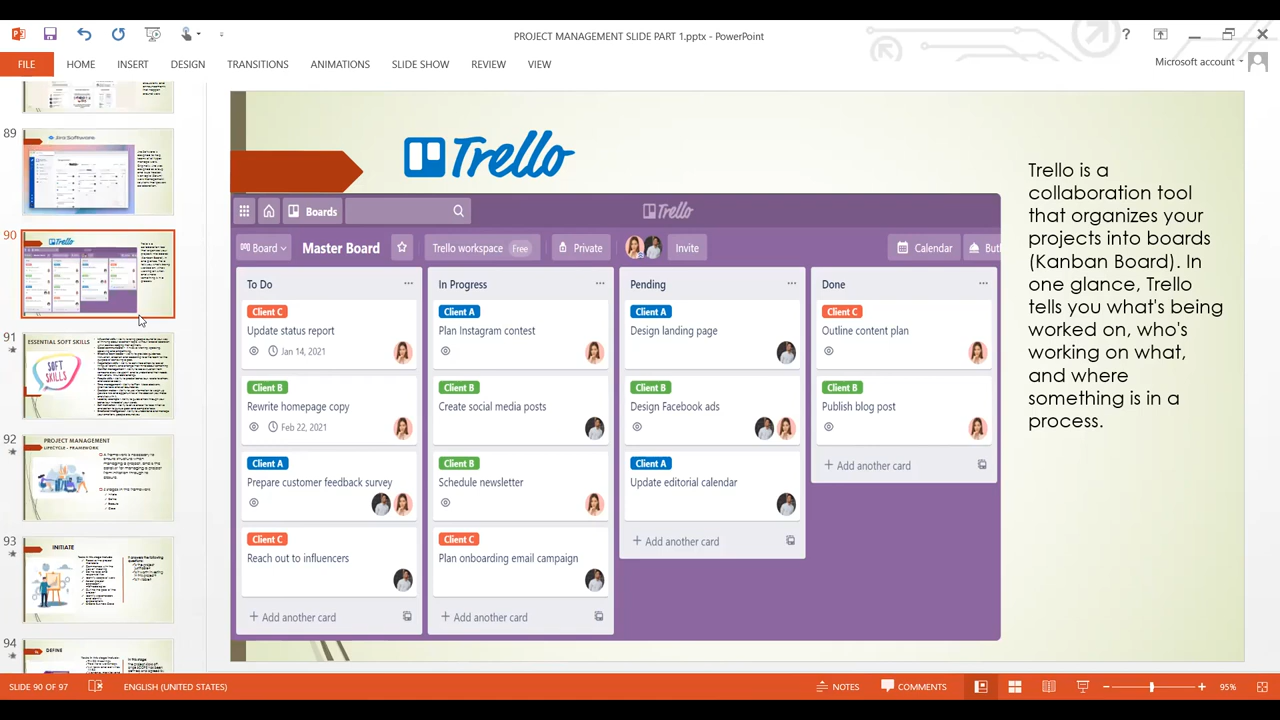 PROJECT MANAGEMENT SLIDE PART 1.pptx - PowerPoint
FILE HOME INSERT DESIGN TRANSITIONS ANIMATIONS SLIDE SHOW REVIEW VIEW
Microsoft account
89
90
Trello
91
ESSENTIAL SOFT SKILLS
SOFT SKILLS
92
PROJECT MANAGEMENT
LIFECYCLE - FRAMEWORK
93
INITIATE
94
DEFINE
Trello
Boards
Trello
Board
Master Board
Trello workspace Free
Private
Invite
Calendar
To Do
Client C
Update status report
Jan 14, 2021
Client B
Rewrite homepage copy
Feb 22, 2021
Client A
Prepare customer feedback survey
Client C
Reach out to influencers
+ Add another card
In Progress
Client A
Plan Instagram contest
Client B
Create social media posts
Client B
Schedule newsletter
Client C
Plan onboarding email campaign
+ Add another card
Pending
Client A
Design landing page
Client B
Design Facebook ads
Client A
Update editorial calendar
+ Add another card
Done
Client C
Outline content plan
Client B
Publish blog post
+ Add another card
Trello is a
collaboration tool
that organizes your
projects into boards
(Kanban Board). In
one glance, Trello
tells you what's being
worked on, who's
working on what,
and where
something is in a
process.
SLIDE 90 OF 97
ENGLISH (UNITED STATES)
NOTES
COMMENTS
95%